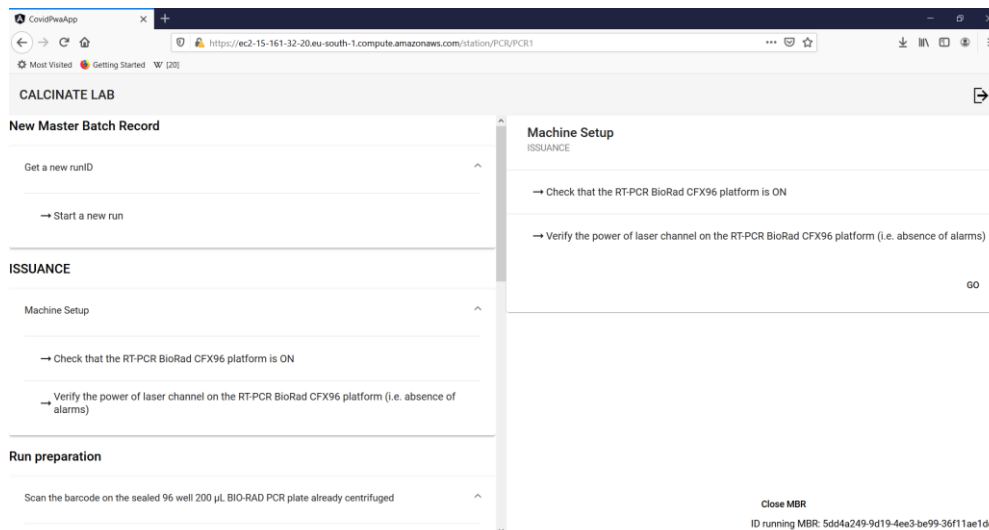 CovidPwaApp
https://ec2-15-161-32-20.eu-south-1.compute.amazonaws.com/station/PCR/PCR1
Most Visited Getting Started W [20]
CALCINATE LAB
New Master Batch Record
Get a new runID
→ Start a new run
ISSUANCE
Machine Setup
→ Check that the RT-PCR BioRad CFX96 platform is ON
→ Verify the power of laser channel on the RT-PCR BioRad CFX96 platform (i.e. absence of
alarms)
Run preparation
Scan the barcode on the sealed 96 well 200 µL BIO-RAD PCR plate already centrifuged
Machine Setup
ISSUANCE
→ Check that the RT-PCR BioRad CFX96 platform is ON
→ Verify the power of laser channel on the RT-PCR BioRad CFX96 platform (i.e. absence of alarms)
GO
Close MBR
ID running MBR: 5dd4a249-9d19-4ee3-be99-36f11ae1d